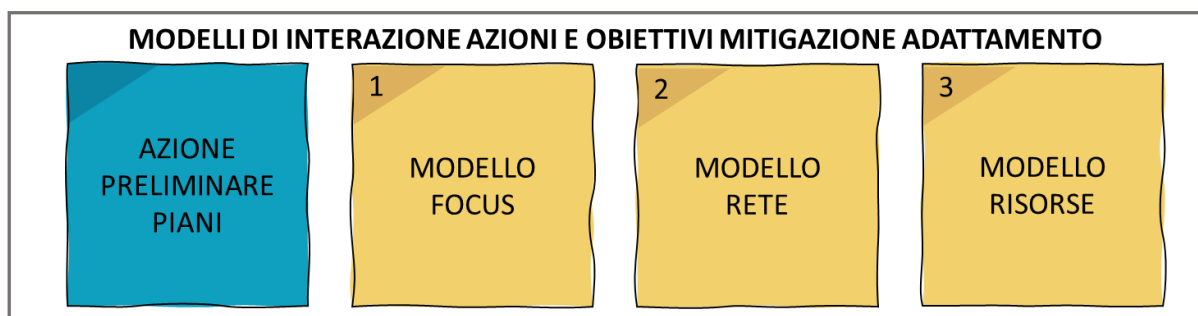 MODELLI DI INTERAZIONE AZIONI E OBIETTIVI MITIGAZIONE ADATTAMENTO
AZIONE
PRELIMINARE
PIANI
1
MODELLO
FOCUS
2
MODELLO
RETE
3
MODELLO
RISORSE